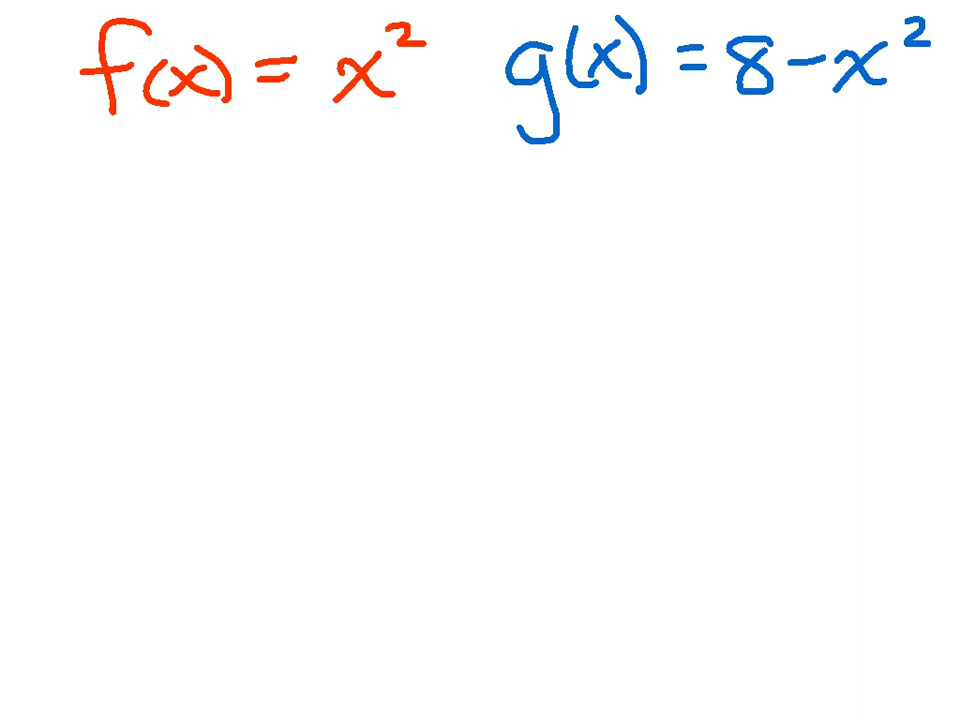 f(x) = x² g(x) = 8 - x²